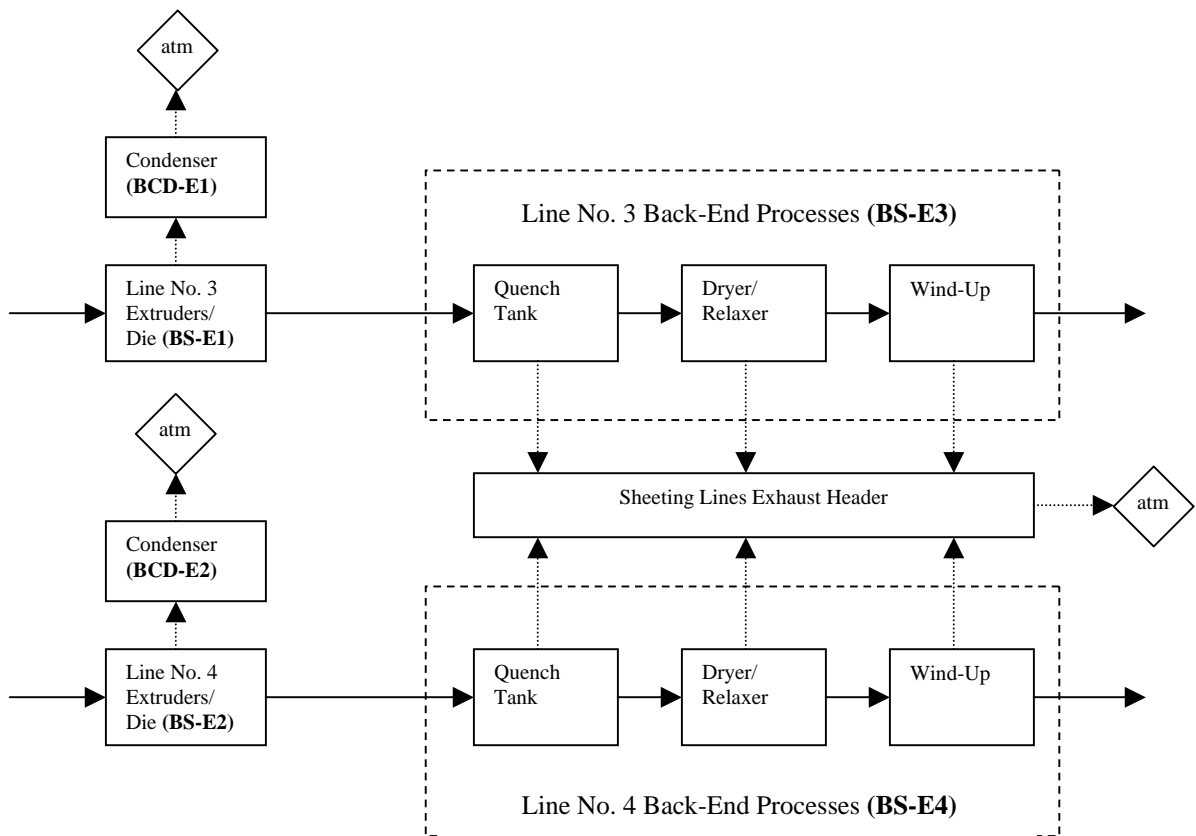 atm
Condenser
(BCD-E1)
Line No. 3 Back-End Processes (BS-E3)
Line No. 3
Extruders/
Die (BS-E1)
Quench
Tank
Dryer/
Relaxer
Wind-Up
atm
Sheeting Lines Exhaust Header
atm
Condenser
(BCD-E2)
Line No. 4
Extruders/
Die (BS-E2)
Quench
Tank
Dryer/
Relaxer
Wind-Up
Line No. 4 Back-End Processes (BS-E4)